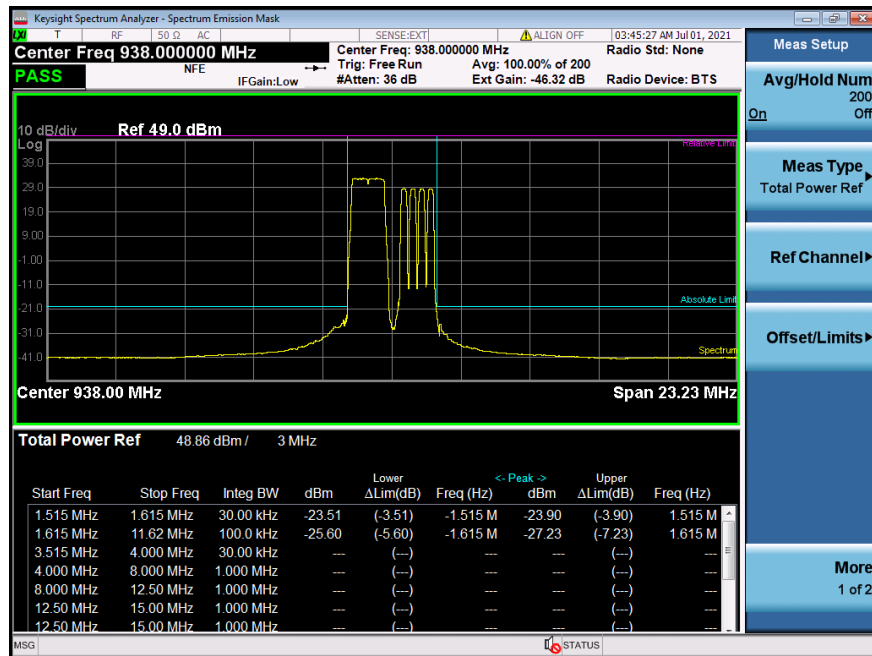 Keysight Spectrum Analyzer - Spectrum Emission Mask
LXI T RF 50 Ω AC SENSE:EXT ALIGN OFF 03:45:27 AM Jul 01, 2021
Center Freq 938.000000 MHz
Center Freq: 938.000000 MHz Radio Std: None
NFE Trig: Free Run Avg: 100.00% of 200
PASS IFGain:Low #Atten: 36 dB Ext Gain: -46.32 dB Radio Device: BTS
10 dB/div Ref 49.0 dBm
Log
Relative Limit
39.0
29.0
19.0
9.00
-1.00
-11.0
Absolute Limit
-21.0
-31.0
Spectrum
-41.0
Center 938.00 MHz Span 23.23 MHz
Total Power Ref 48.86 dBm / 3 MHz
Lower <- Peak -> Upper
Start Freq Stop Freq Integ BW dBm ΔLim(dB) Freq (Hz) dBm ΔLim(dB) Freq (Hz)
1.515 MHz 1.615 MHz 30.00 kHz -23.51 (-3.51) -1.515 M -23.90 (-3.90) 1.515 M
1.615 MHz 11.62 MHz 100.0 kHz -25.60 (-5.60) -1.615 M -27.23 (-7.23) 1.615 M
3.515 MHz 4.000 MHz 30.00 kHz --- (---) --- --- (---) ---
4.000 MHz 8.000 MHz 1.000 MHz --- (---) --- --- (---) ---
8.000 MHz 12.50 MHz 1.000 MHz --- (---) --- --- (---) ---
12.50 MHz 15.00 MHz 1.000 MHz --- (---) --- --- (---) ---
12.50 MHz 15.00 MHz 1.000 MHz --- (---) --- --- (---) ---
MSG STATUS
Meas Setup
Avg/Hold Num
200
On Off
Meas Type
Total Power Ref
Ref Channel
Offset/Limits
More
1 of 2